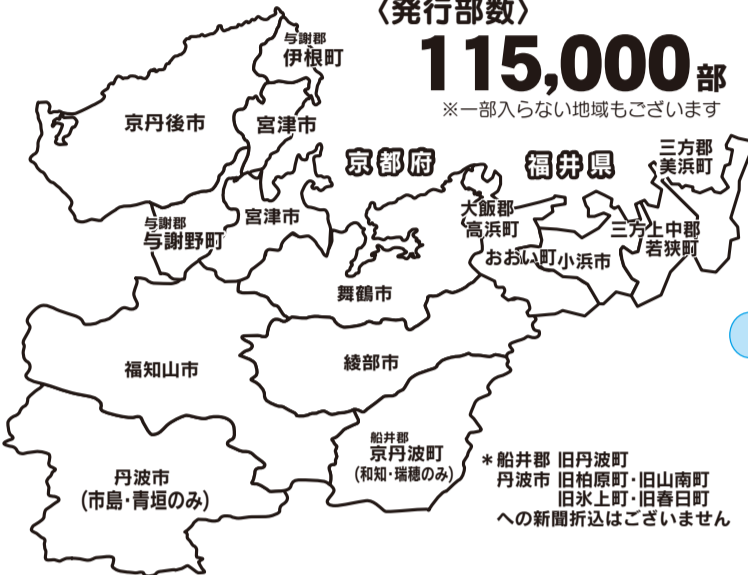 〈発行部数〉
115,000部
※一部入らない地域もございます
与謝郡
伊根町
京丹後市
宮津市
京都府
福井県
三方郡
美浜町
大飯郡
高浜町
与謝郡
与謝野町
宮津市
三方上中郡
若狭町
おおい町
小浜市
舞鶴市
福知山市
綾部市
船井郡
京丹波町
(和知・瑞穂のみ)
丹波市
(市島・青垣のみ)
*船井郡 旧丹波町
丹波市 旧柏原町・旧山南町
旧氷上町・旧春日町
への新聞折込はございません